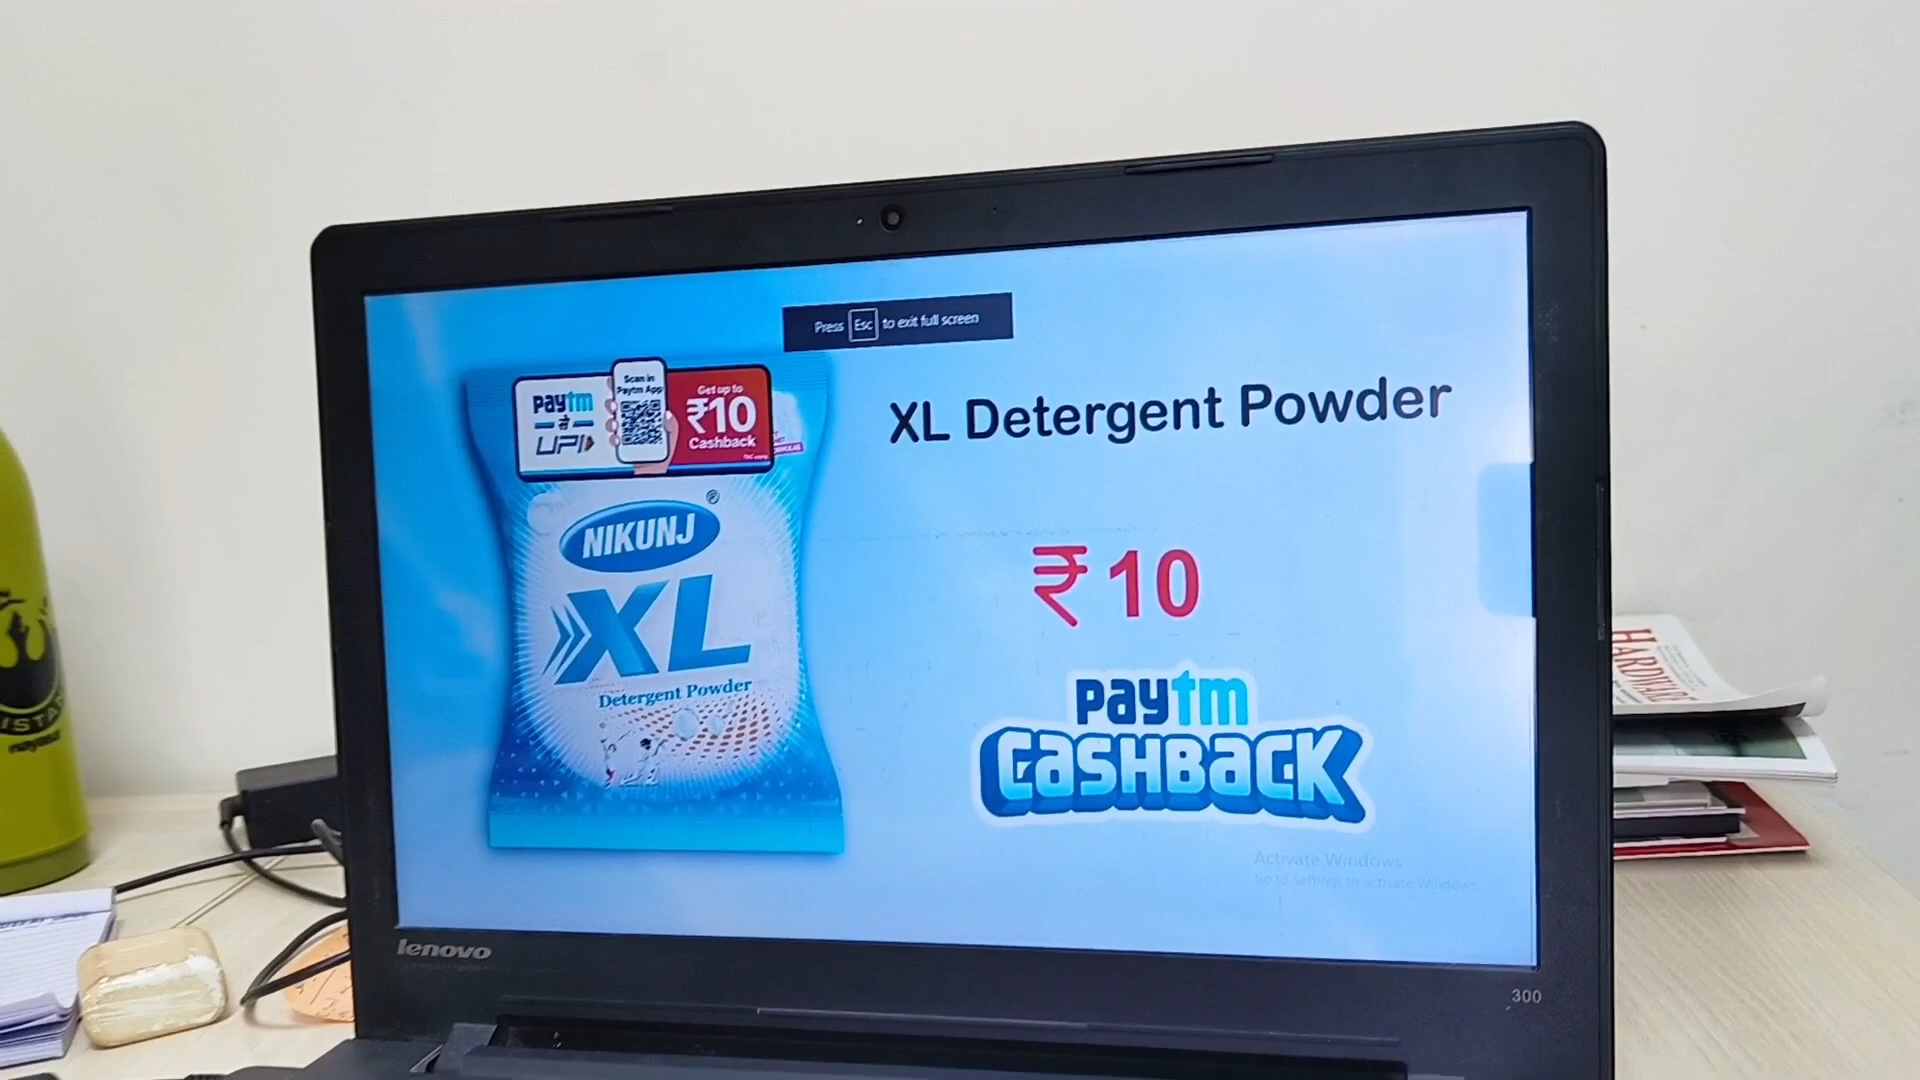 Press Esc to exit full screen
paytm
से
UPI
Scan in
Paytm App
Get up to
₹10
Cashback
NIKUNJ
®
XL
Detergent Powder
XL Detergent Powder
₹10
paytm
CASHBACK
Activate Windows
Go to Settings to activate Windows
lenovo
300
HARDWARE